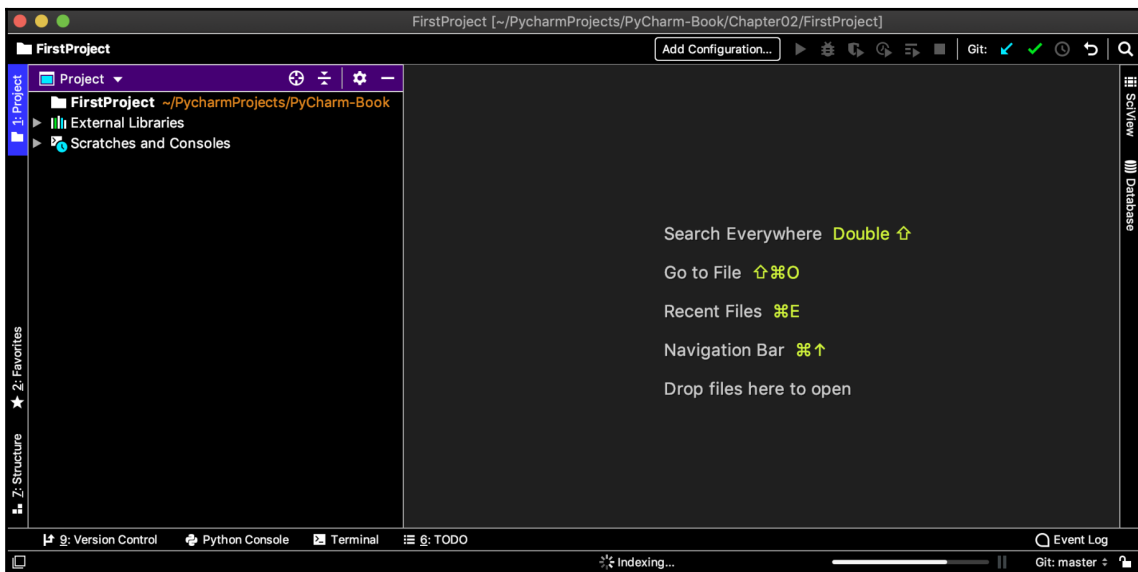 FirstProject [~/PycharmProjects/PyCharm-Book/Chapter02/FirstProject]
FirstProject
Add Configuration...
Git:
1: Project
Project
FirstProject ~/PycharmProjects/PyCharm-Book
External Libraries
Scratches and Consoles
Search Everywhere Double ⇧
Go to File ⇧⌘O
Recent Files ⌘E
Navigation Bar ⌘↑
Drop files here to open
SciView
Database
2: Favorites
7: Structure
9: Version Control
Python Console
Terminal
6: TODO
Event Log
Indexing...
Git: master